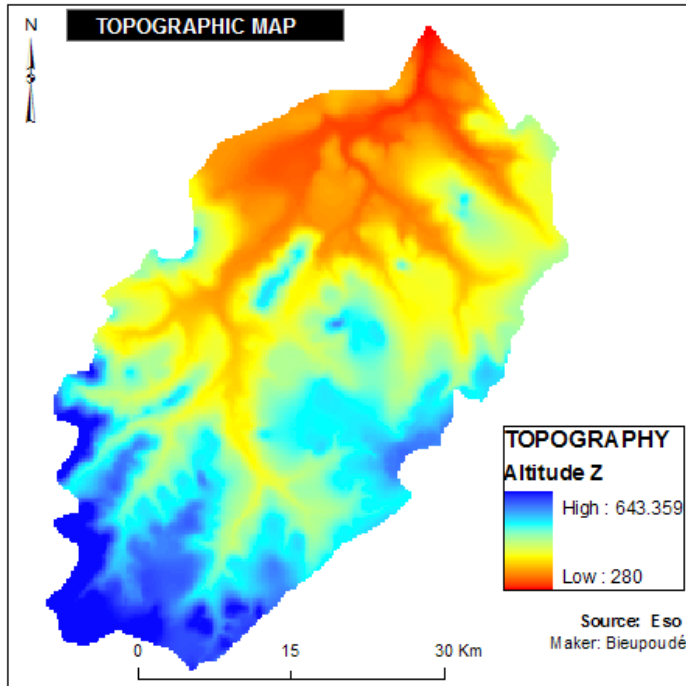 N
TOPOGRAPHIC MAP
TOPOGRAPHY
Altitude Z
High : 643.359
Low : 280
Source: Eso
Maker: Bieupoudé
0 15 30 Km